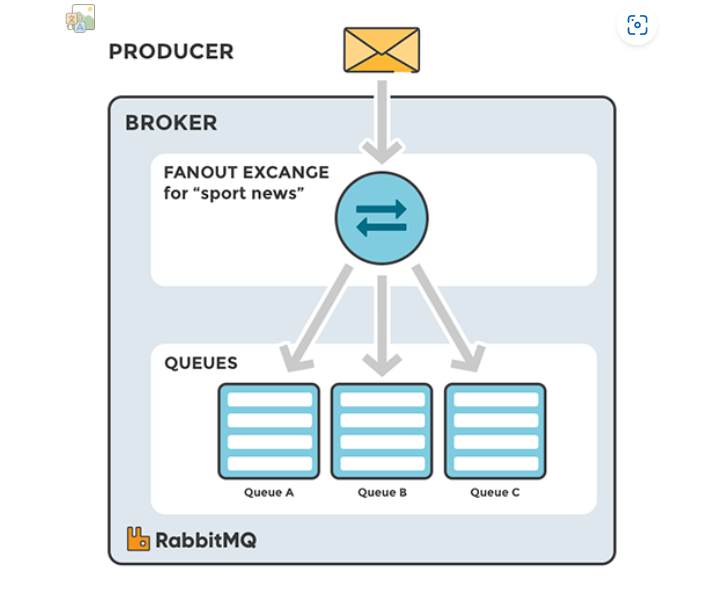 PRODUCER
BROKER
FANOUT EXCANGE
for “sport news”
QUEUES
Queue A
Queue B
Queue C
RabbitMQ